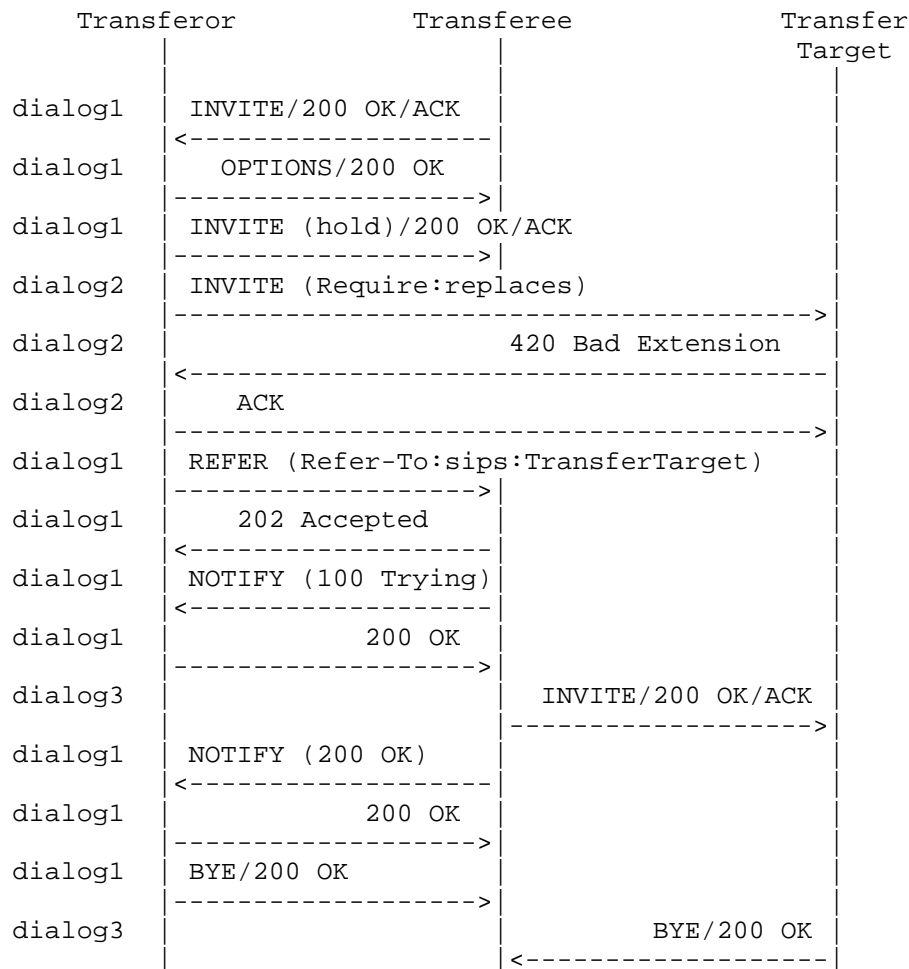 Transferor Transferee Transfer
Target
dialog1 INVITE/200 OK/ACK
dialog1 OPTIONS/200 OK
dialog1 INVITE (hold)/200 OK/ACK
dialog2 INVITE (Require:replaces)
dialog2 420 Bad Extension
dialog2 ACK
dialog1 REFER (Refer-To:sips:TransferTarget)
dialog1 202 Accepted
dialog1 NOTIFY (100 Trying)
dialog1 200 OK
dialog3 INVITE/200 OK/ACK
dialog1 NOTIFY (200 OK)
dialog1 200 OK
dialog1 BYE/200 OK
dialog3 BYE/200 OK